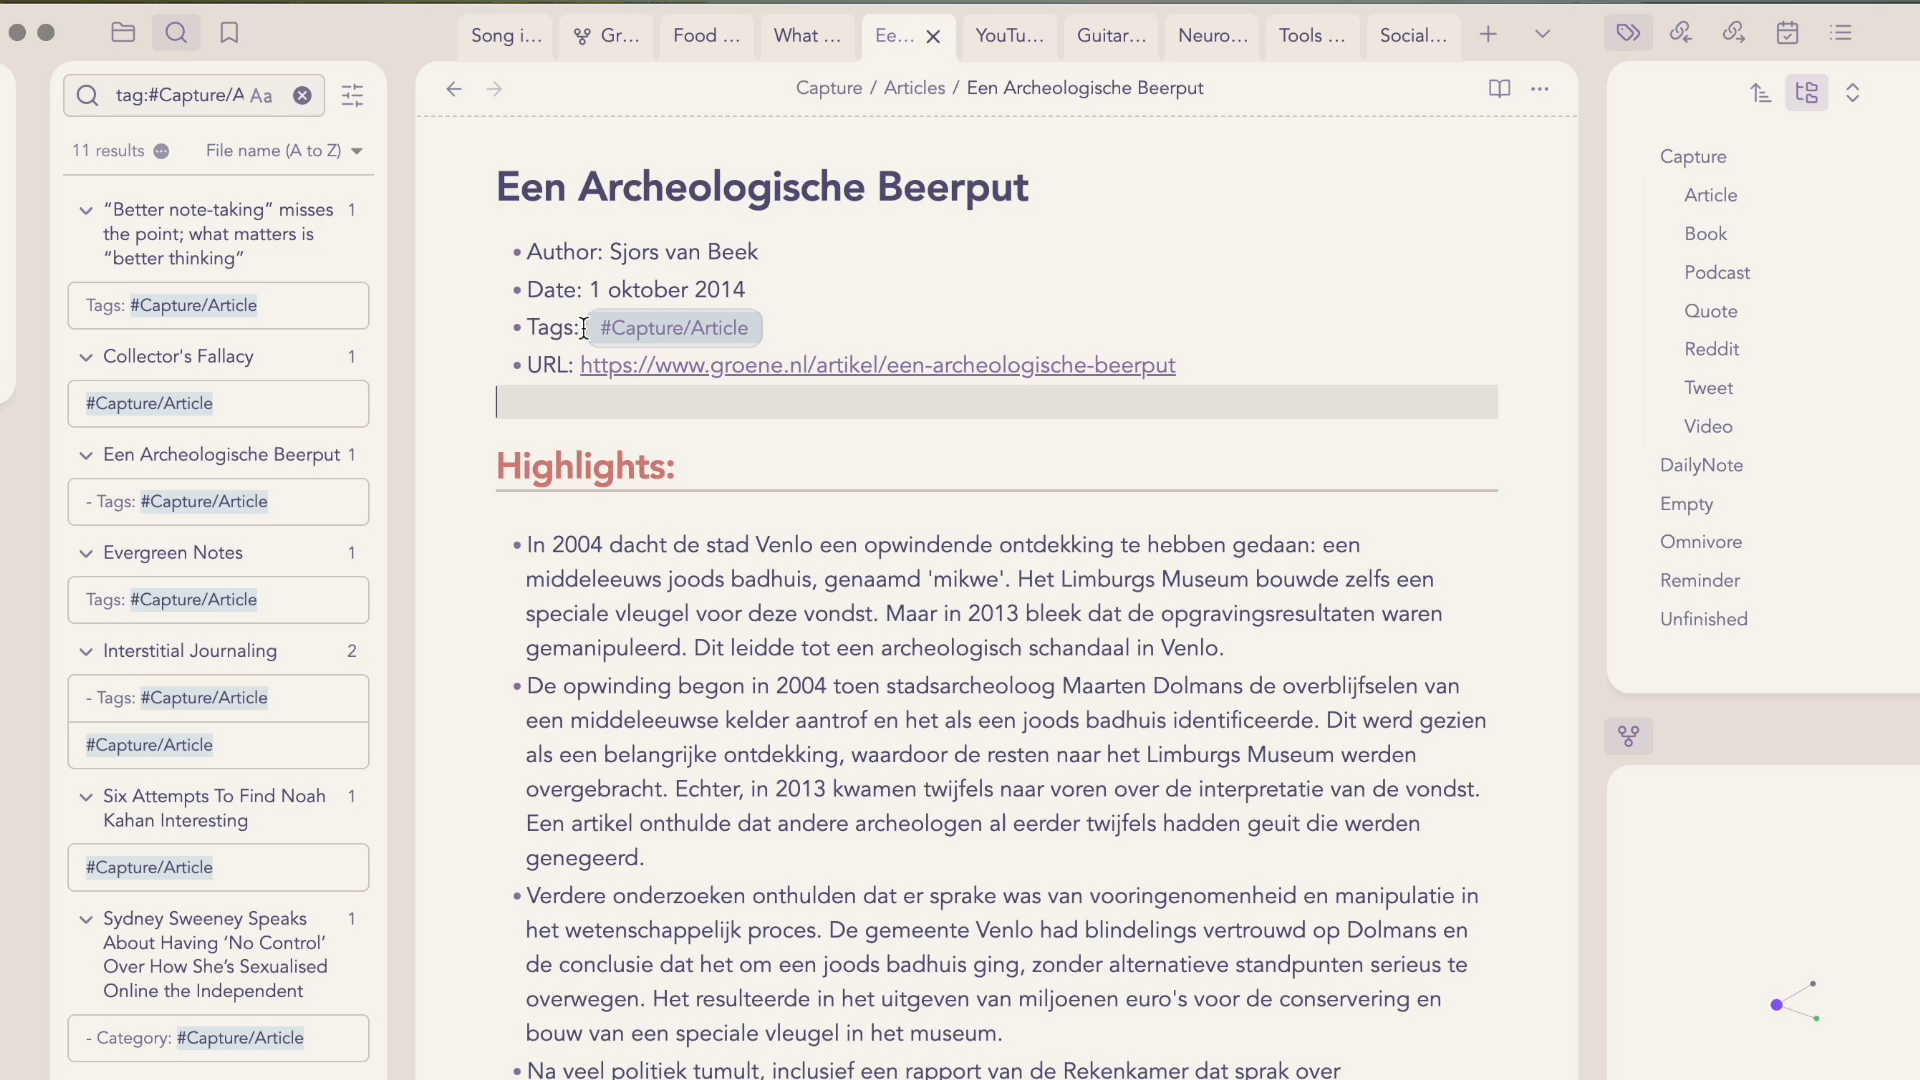 Song i...
Gr...
Food ...
What ...
Ee...
YouTu...
Guitar...
Neuro...
Tools ...
Social...
tag:#Capture/A Aa
11 results
File name (A to Z)
“Better note-taking” misses 1
the point; what matters is
“better thinking”
Tags: #Capture/Article
Collector's Fallacy 1
#Capture/Article
Een Archeologische Beerput 1
- Tags: #Capture/Article
Evergreen Notes 1
Tags: #Capture/Article
Interstitial Journaling 2
- Tags: #Capture/Article
#Capture/Article
Six Attempts To Find Noah 1
Kahan Interesting
#Capture/Article
Sydney Sweeney Speaks 1
About Having ‘No Control’
Over How She’s Sexualised
Online the Independent
- Category: #Capture/Article
Capture / Articles / Een Archeologische Beerput
Een Archeologische Beerput
• Author: Sjors van Beek
• Date: 1 oktober 2014
• Tags: #Capture/Article
• URL: https://www.groene.nl/artikel/een-archeologische-beerput
Highlights:
• In 2004 dacht de stad Venlo een opwindende ontdekking te hebben gedaan: een
middeleeuws joods badhuis, genaamd 'mikwe'. Het Limburgs Museum bouwde zelfs een
speciale vleugel voor deze vondst. Maar in 2013 bleek dat de opgravingsresultaten waren
gemanipuleerd. Dit leidde tot een archeologisch schandaal in Venlo.
• De opwinding begon in 2004 toen stadsarcheoloog Maarten Dolmans de overblijfselen van
een middeleeuwse kelder aantrof en het als een joods badhuis identificeerde. Dit werd gezien
als een belangrijke ontdekking, waardoor de resten naar het Limburgs Museum werden
overgebracht. Echter, in 2013 kwamen twijfels naar voren over de interpretatie van de vondst.
Een artikel onthulde dat andere archeologen al eerder twijfels hadden geuit die werden
genegeerd.
• Verdere onderzoeken onthulden dat er sprake was van vooringenomenheid en manipulatie in
het wetenschappelijk proces. De gemeente Venlo had blindelings vertrouwd op Dolmans en
de conclusie dat het om een joods badhuis ging, zonder alternatieve standpunten serieus te
overwegen. Het resulteerde in het uitgeven van miljoenen euro's voor de conservering en
bouw van een speciale vleugel in het museum.
• Na veel politiek tumult, inclusief een rapport van de Rekenkamer dat sprak over
Capture
Article
Book
Podcast
Quote
Reddit
Tweet
Video
DailyNote
Empty
Omnivore
Reminder
Unfinished